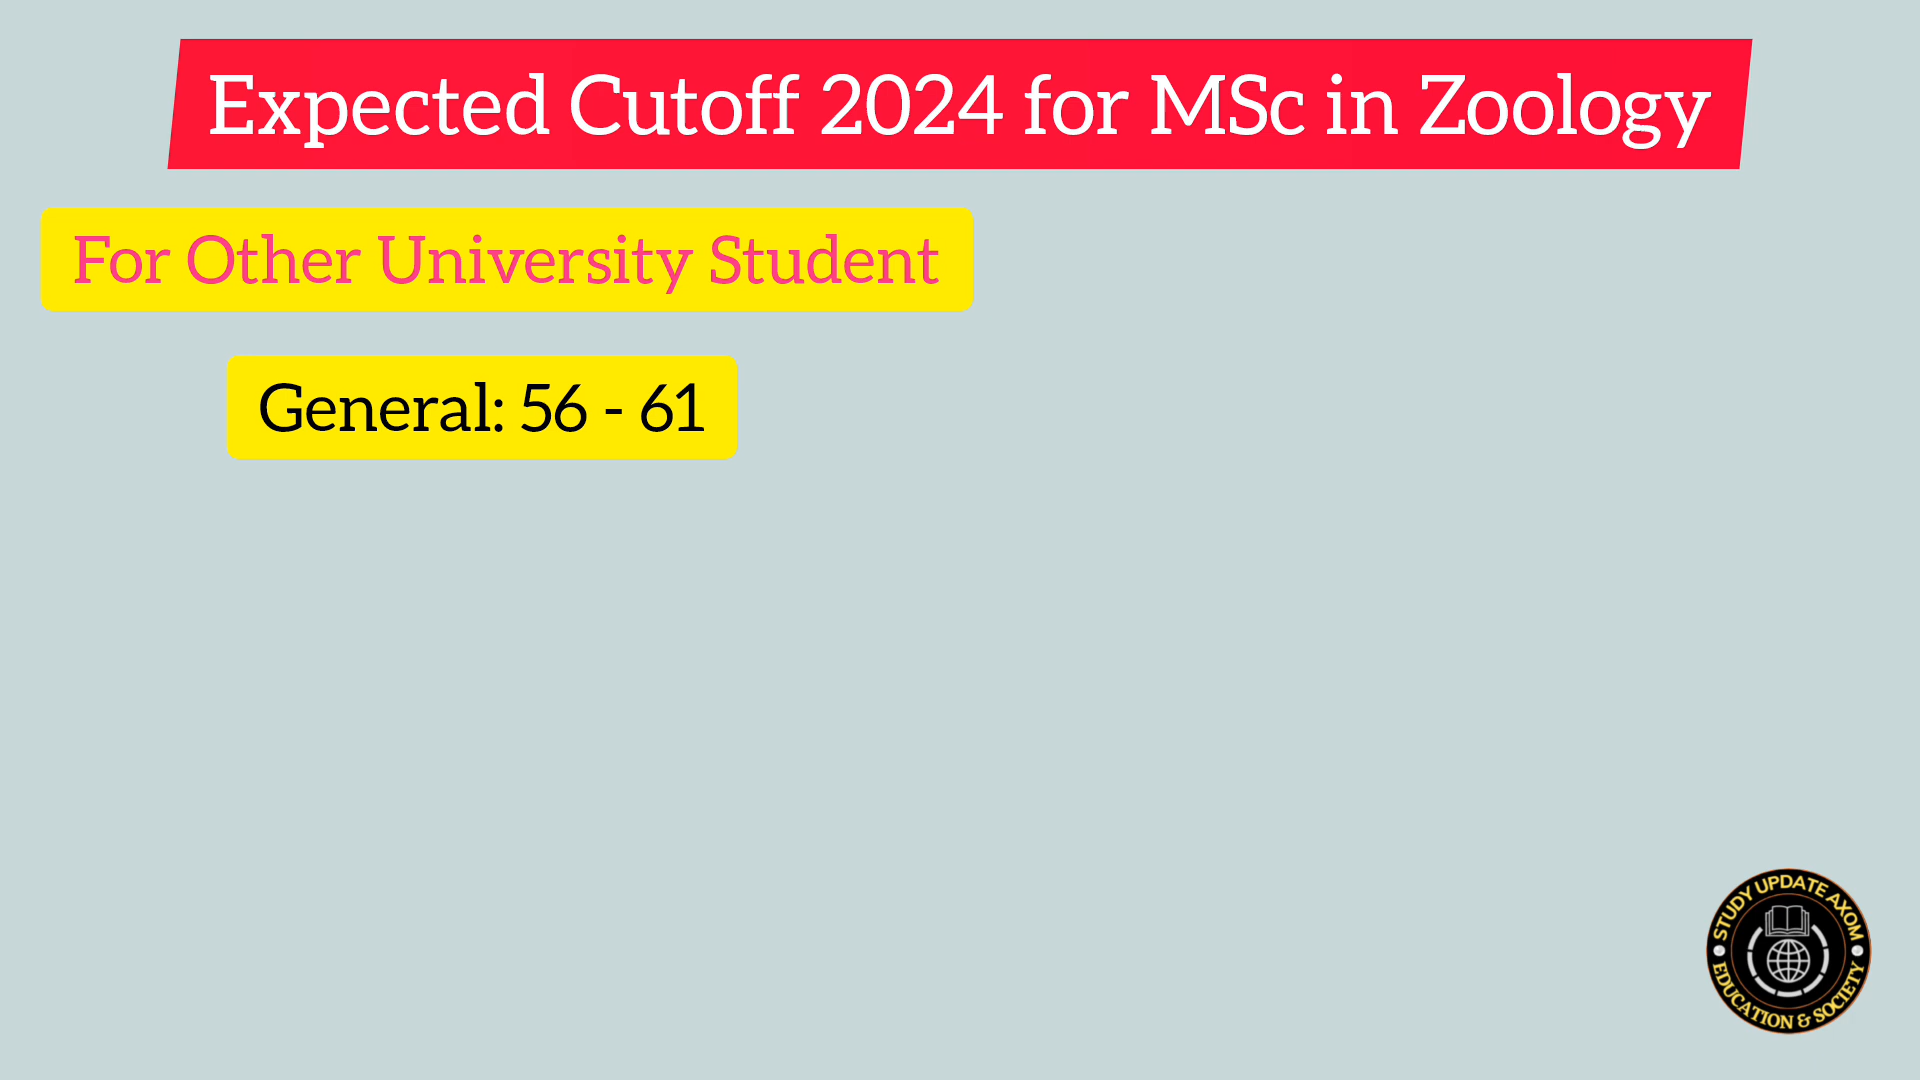 Expected Cutoff 2024 for MSc in Zoology
For Other University Student
General: 56 - 61
STUDY UPDATE AXOM
EDUCATION & SOCIETY